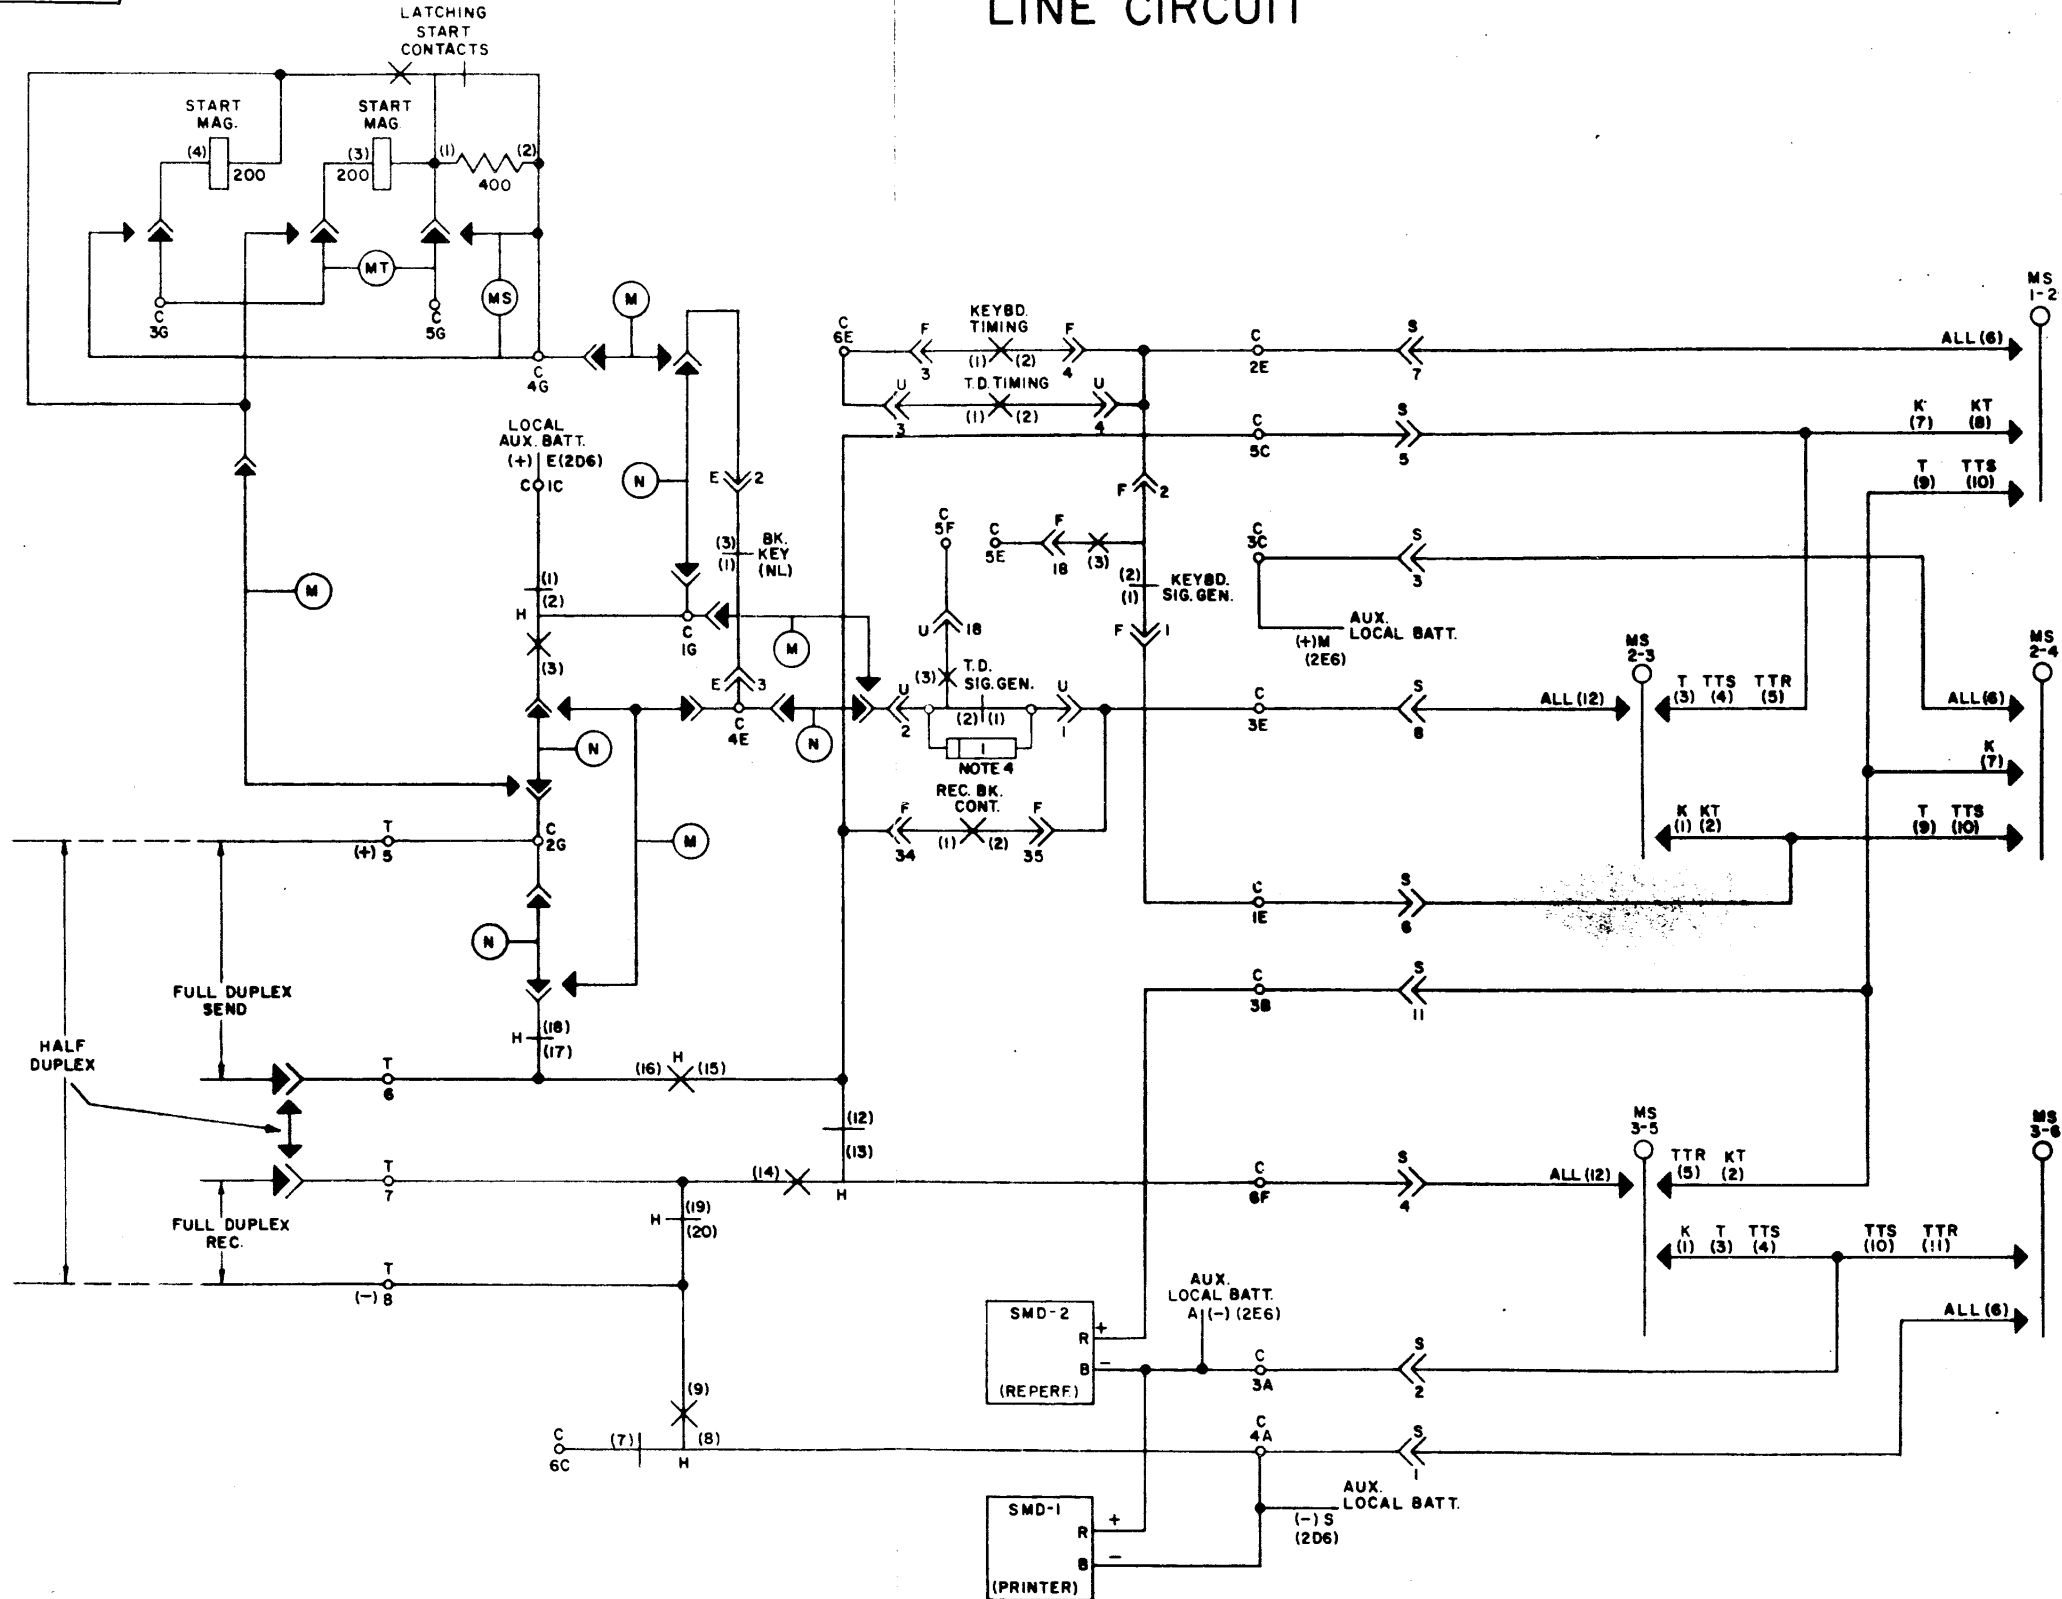 LINE CIRCUIT
LATCHING
START
CONTACTS
START
MAG.
START
MAG.
(4)
200
(3)
200
(1)
(2)
400
MT
MS
C
3G
C
5G
C
4G
M
LOCAL
AUX. BATT.
(+) E(2D6)
C 1C
N
E 2
(3)
(1)
BK.
KEY
(NL)
(1)
(2)
H
(3)
C
1G
M
M
E 3
C
4E
N
N
M
C
2G
N
T
(+) 5
H (18)
(17)
FULL DUPLEX
SEND
HALF
DUPLEX
T
6
(16) H (15)
T
7
(14)
(12)
(13)
H
H (19)
(20)
FULL DUPLEX
REC.
T
(-) 8
(9)
C
6C
(7)
(8)
H
C
6E
F
3
KEYBD.
TIMING
(1) (2)
F
4
U
3
T.D. TIMING
(1) (2)
U
4
C
2E
S
7
ALL (6)
MS
1-2
C
5C
S
5
K
(7)
KT
(8)
T
(9)
TTS
(10)
F 2
C
5F
C
5E
F
18
(3)
(2)
(1)
KEYBD.
SIG. GEN.
F 1
U 18
(3)
T.D.
SIG. GEN.
U
2
(2) (1)
U
1
1
NOTE 4
REC. BK.
CONT.
F
34
(1) (2)
F
35
C
3C
S
3
(+)M
(2E6)
AUX.
LOCAL BATT.
C
3E
S
8
ALL (12)
MS
2-3
T
(3)
TTS
(4)
TTR
(5)
MS
2-4
ALL (6)
K
(7)
K
(1)
KT
(2)
T
(9)
TTS
(10)
C
1E
S
6
C
3B
S
11
C
6F
S
4
ALL (12)
MS
3-5
TTR
(5)
KT
(2)
MS
3-6
K
(1)
T
(3)
TTS
(4)
TTS
(10)
TTR
(11)
ALL (6)
SMD-2
R +
B -
(REPERF.)
AUX.
LOCAL BATT.
A (-) (2E6)
C
3A
S
2
C
4A
S
1
SMD-1
R +
B -
(PRINTER)
AUX.
LOCAL BATT.
(-) S
(2D6)